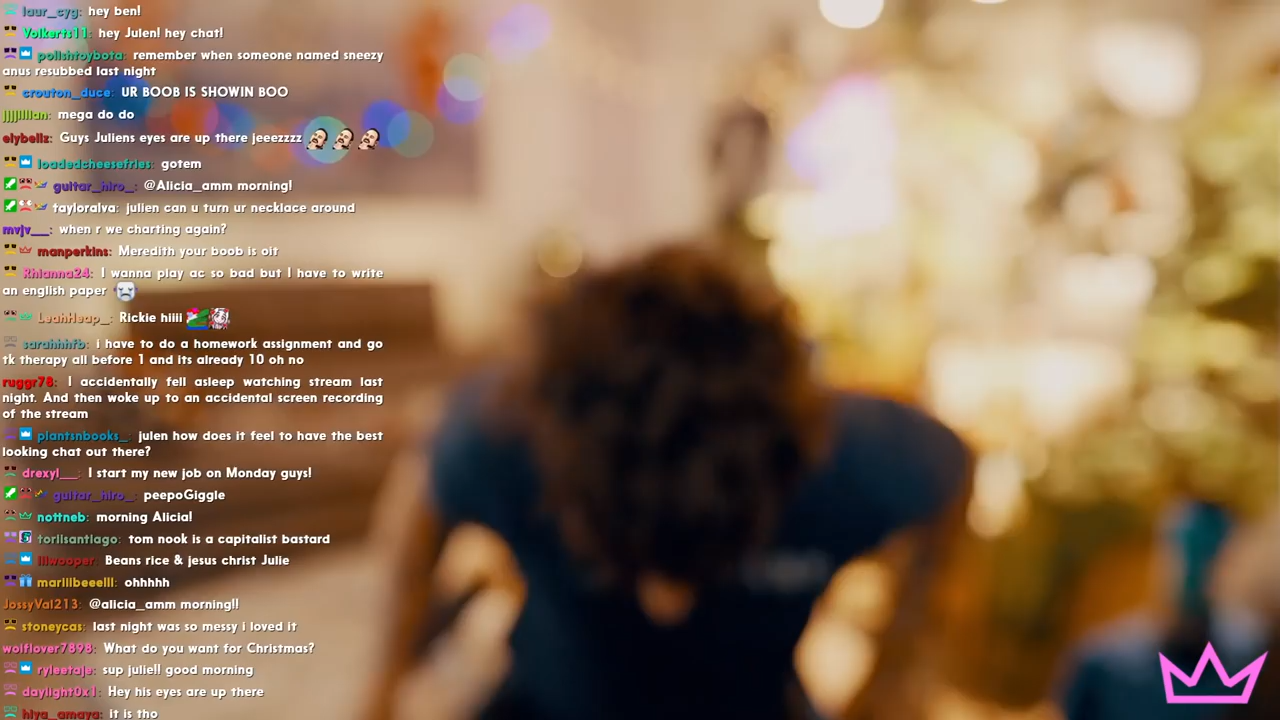 laur_cyg: hey ben!
Volkerts11: hey Julen! hey chat!
polishtoybota: remember when someone named sneezy
anus resubbed last night
crouton_duce: UR BOOB IS SHOWIN BOO
jjjjillian: mega do do
elybellz: Guys Juliens eyes are up there jeeezzzz
loadedcheesefries: gotem
guitar_hiro_: @Alicia_amm morning!
tayloralva: julien can u turn ur necklace around
mvjv___: when r we charting again?
manperkins: Meredith your boob is oit
Rhianna24: I wanna play ac so bad but I have to write
an english paper
LeahHeap_: Rickie hiiii
sarahhfb: i have to do a homework assignment and go
tk therapy all before 1 and its already 10 oh no
ruggr78: I accidentally fell asleep watching stream last
night. And then woke up to an accidental screen recording
of the stream
plantsnbooks_: julen how does it feel to have the best
looking chat out there?
drexyl___: I start my new job on Monday guys!
guitar_hiro_: peepoGiggle
nottneb: morning Alicia!
toriisantiago: tom nook is a capitalist bastard
lilwooper: Beans rice & jesus christ Julie
mariiibeeelll: ohhhhh
JossyVal213: @alicia_amm morning!!
stoneycas: last night was so messy i loved it
wolflover7898: What do you want for Christmas?
ryleetaje: sup julie!! good morning
daylight0x1: Hey his eyes are up there
hiya_amaya: it is tho